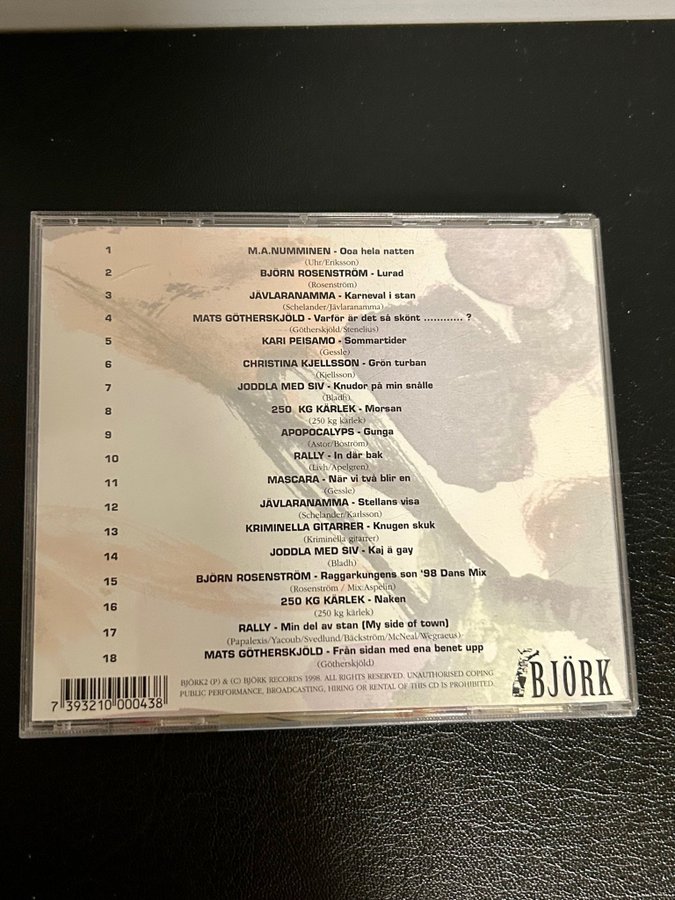 1 M.A.NUMMINEN - Ooa hela natten
(Uhr/Eriksson)
2 BJÖRN ROSENSTRÖM - Lurad
(Rosenström)
3 JÄVLARANAMMA - Karneval i stan
(Schelander/Jävlaranamma)
4 MATS GÖTHERSKJÖLD - Varför är det så skönt ............ ?
(Götherskjöld/Stenelius)
5 KARI PEISAMO - Sommartider
(Gessle)
6 CHRISTINA KJELLSSON - Grön turban
(Kjellsson)
7 JODDLA MED SIV - Knudor på min snålle
(Bladh)
8 250 KG KÄRLEK - Morsan
(250 kg kärlek)
9 APOPOCALYPS - Gunga
(Astor/Boström)
10 RALLY - In där bak
(Livh/Apelgren)
11 MASCARA - När vi två blir en
(Gessle)
12 JÄVLARANAMMA - Stellans visa
(Schelander/Karlsson)
13 KRIMINELLA GITARRER - Knugen skuk
(Kriminella gitarrer)
14 JODDLA MED SIV - Kaj ä gay
(Bladh)
15 BJÖRN ROSENSTRÖM - Raggarkungens son '98 Dans Mix
(Rosenström / Mix:Aspelin)
16 250 KG KÄRLEK - Naken
(250 kg kärlek)
17 RALLY - Min del av stan (My side of town)
(Papalexis/Yacoub/Svedlund/Bäckström/McNeal/Wegraeus)
18 MATS GÖTHERSKJÖLD - Från sidan med ena benet upp
(Götherskjöld)
BJÖRK2 (P) & (C) BJÖRK RECORDS 1998. ALL RIGHTS RESERVED. UNAUTHORISED COPING
PUBLIC PERFORMANCE, BROADCASTING, HIRING OR RENTAL OF THIS CD IS PROHIBITED.
7 393210 000438
BJÖRK